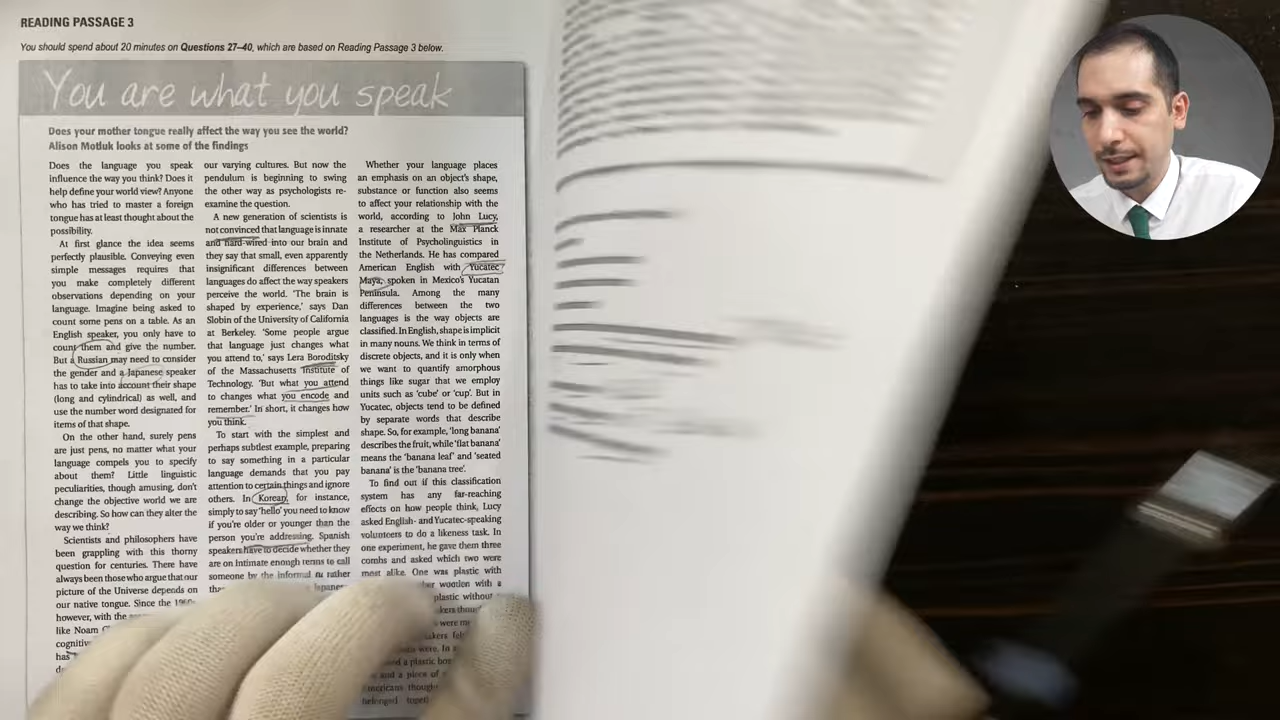 READING PASSAGE 3
You should spend about 20 minutes on Questions 27–40, which are based on Reading Passage 3 below.
You are what you speak
Does your mother tongue really affect the way you see the world?
Alison Motluk looks at some of the findings
Does the language you speak
influence the way you think? Does it
help define your world view? Anyone
who has tried to master a foreign
tongue has at least thought about the
possibility.
At first glance the idea seems
perfectly plausible. Conveying even
simple messages requires that
you make completely different
observations depending on your
language. Imagine being asked to
count some pens on a table. As an
English speaker, you only have to
count them and give the number.
But a Russian may need to consider
the gender and a Japanese speaker
has to take into account their shape
(long and cylindrical) as well, and
use the number word designated for
items of that shape.
On the other hand, surely pens
are just pens, no matter what your
language compels you to specify
about them? Little linguistic
peculiarities, though amusing, don't
change the objective world we are
describing. So how can they alter the
way we think?
Scientists and philosophers have
been grappling with this thorny
question for centuries. There have
always been those who argue that our
picture of the Universe depends on
our native tongue. Since the 1960s,
however, with the
like Noam
cognitive
has
our varying cultures. But now the
pendulum is beginning to swing
the other way as psychologists re-
examine the question.
A new generation of scientists is
not convinced that language is innate
and hard-wired into our brain and
they say that small, even apparently
insignificant differences between
languages do affect the way speakers
perceive the world. 'The brain is
shaped by experience,' says Dan
Slobin of the University of California
at Berkeley. 'Some people argue
that language just changes what
you attend to,' says Lera Boroditsky
of the Massachusetts Institute of
Technology. 'But what you attend
to changes what you encode and
remember.' In short, it changes how
you think.
To start with the simplest and
perhaps subtlest example, preparing
to say something in a particular
language demands that you pay
attention to certain things and ignore
others. In Korean, for instance,
simply to say 'hello' you need to know
if you're older or younger than the
person you're addressing. Spanish
speakers have to decide whether they
are on intimate enough terms to call
someone by the informal tu rather
Whether your language places
an emphasis on an object's shape,
substance or function also seems
to affect your relationship with the
world, according to John Lucy,
a researcher at the Max Planck
Institute of Psycholinguistics in
the Netherlands. He has compared
American English with Yucatec
Maya, spoken in Mexico's Yucatan
Peninsula. Among the many
differences between the two
languages is the way objects are
classified. In English, shape is implicit
in many nouns. We think in terms of
discrete objects, and it is only when
we want to quantify amorphous
things like sugar that we employ
units such as 'cube' or 'cup'. But in
Yucatec, objects tend to be defined
by separate words that describe
shape. So, for example, 'long banana'
describes the fruit, while 'flat banana'
means the 'banana leaf' and 'seated
banana' is the 'banana tree'.
To find out if this classification
system has any far-reaching
effects on how people think, Lucy
asked English- and Yucatec-speaking
volunteers to do a likeness task. In
one experiment, he gave them three
combs and asked which two were
most alike. One was plastic with
wooden with a
plastic without
were
a plastic box
and a piece of
Americans thought
belonged